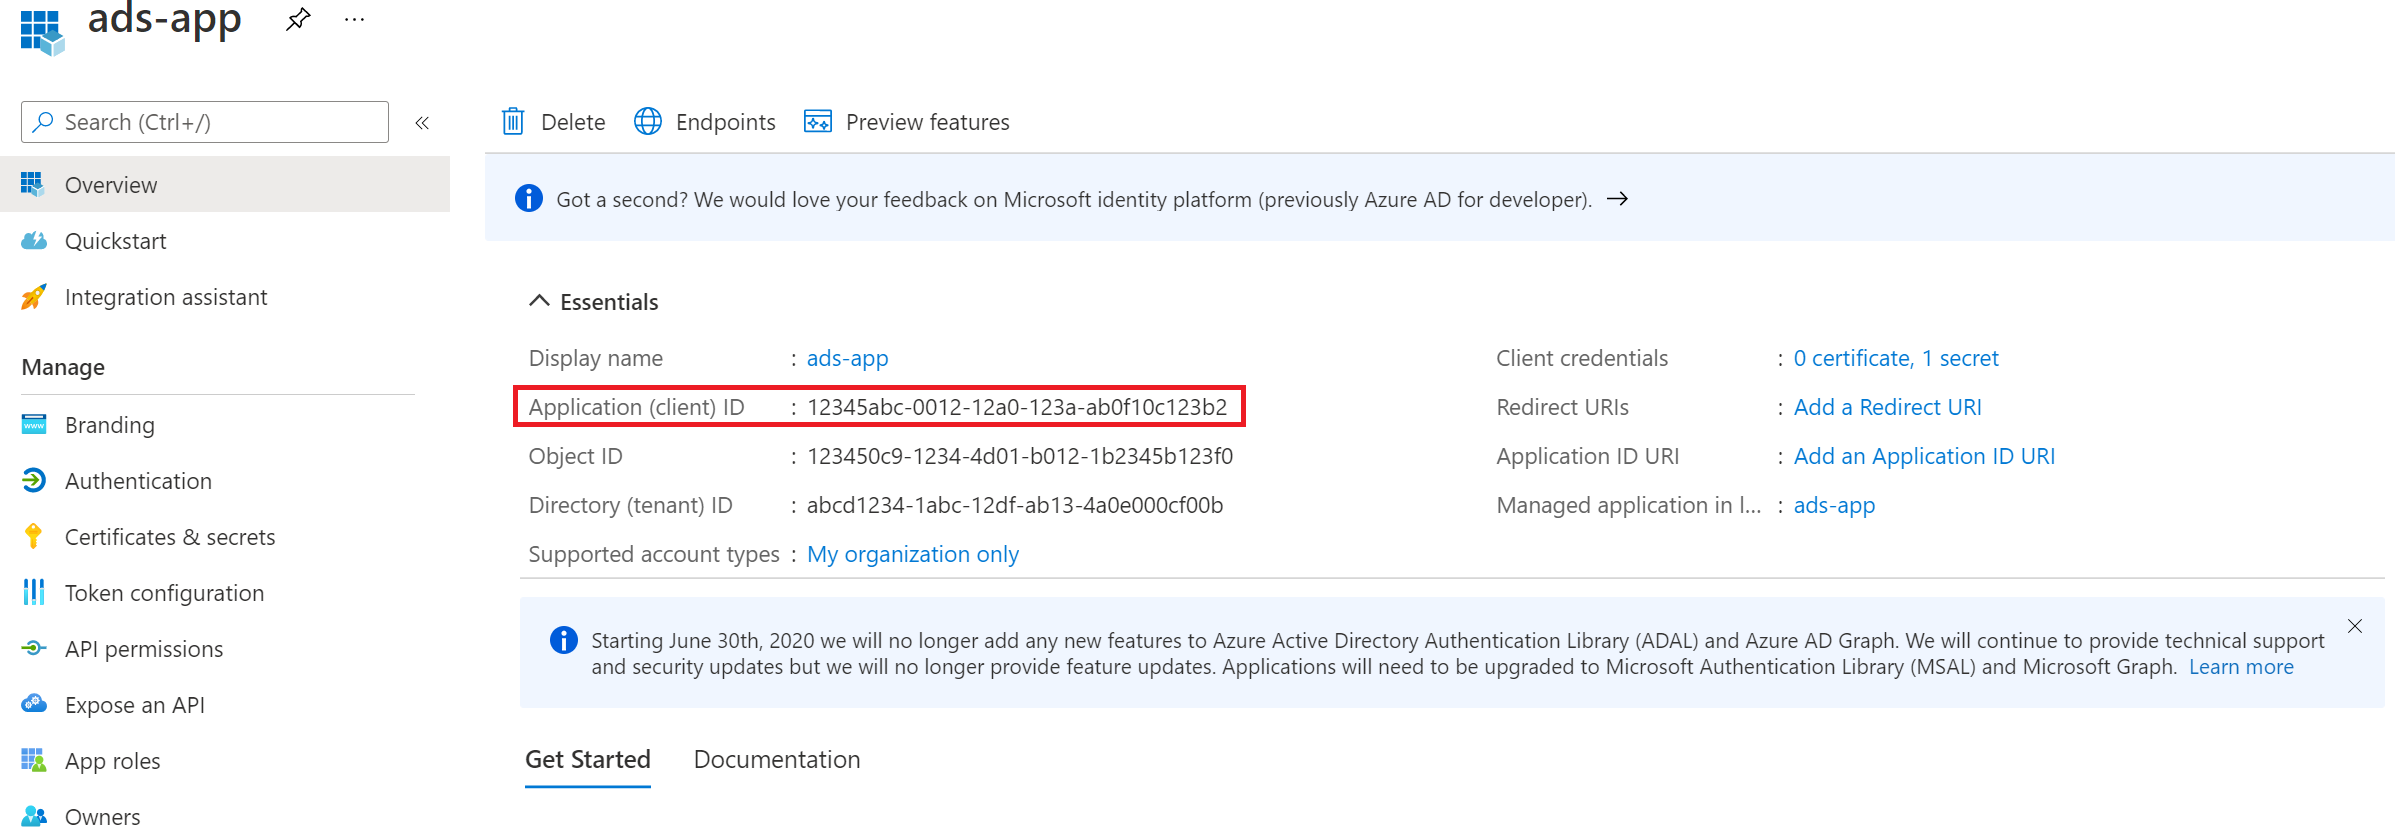 ads-app
Search (Ctrl+/)
Overview
Quickstart
Integration assistant
Manage
Branding
Authentication
Certificates & secrets
Token configuration
API permissions
Expose an API
App roles
Owners
Delete Endpoints Preview features
Got a second? We would love your feedback on Microsoft identity platform (previously Azure AD for developer). →
Essentials
Display name : ads-app
Application (client) ID : 12345abc-0012-12a0-123a-ab0f10c123b2
Object ID : 123450c9-1234-4d01-b012-1b2345b123f0
Directory (tenant) ID : abcd1234-1abc-12df-ab13-4a0e000cf00b
Supported account types : My organization only
Client credentials : 0 certificate, 1 secret
Redirect URIs : Add a Redirect URI
Application ID URI : Add an Application ID URI
Managed application in l... : ads-app
Starting June 30th, 2020 we will no longer add any new features to Azure Active Directory Authentication Library (ADAL) and Azure AD Graph. We will continue to provide technical support
and security updates but we will no longer provide feature updates. Applications will need to be upgraded to Microsoft Authentication Library (MSAL) and Microsoft Graph. Learn more
Get Started Documentation